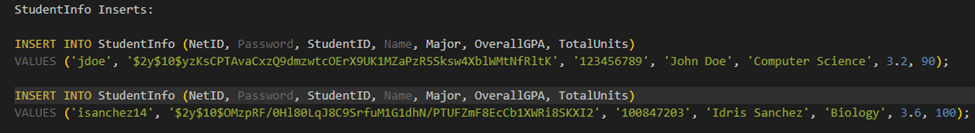 StudentInfo Inserts:
INSERT INTO StudentInfo (NetID, Password, StudentID, Name, Major, OverallGPA, TotalUnits)
VALUES ('jdoe', '$2y$10$yzKsCPTAvaCxzQ9dmzwtcOErX9UK1MZaPzR5Sksw4XblWMtNfRltK', '123456789', 'John Doe', 'Computer Science', 3.2, 90);
INSERT INTO StudentInfo (NetID, Password, StudentID, Name, Major, OverallGPA, TotalUnits)
VALUES ('isanchez14', '$2y$10$OMzpRF/0Hl80LqJ8C9SrfuM1G1dhN/PTUFZmF8EcCb1XWRi8SKXI2', '100847203', 'Idris Sanchez', 'Biology', 3.6, 100);